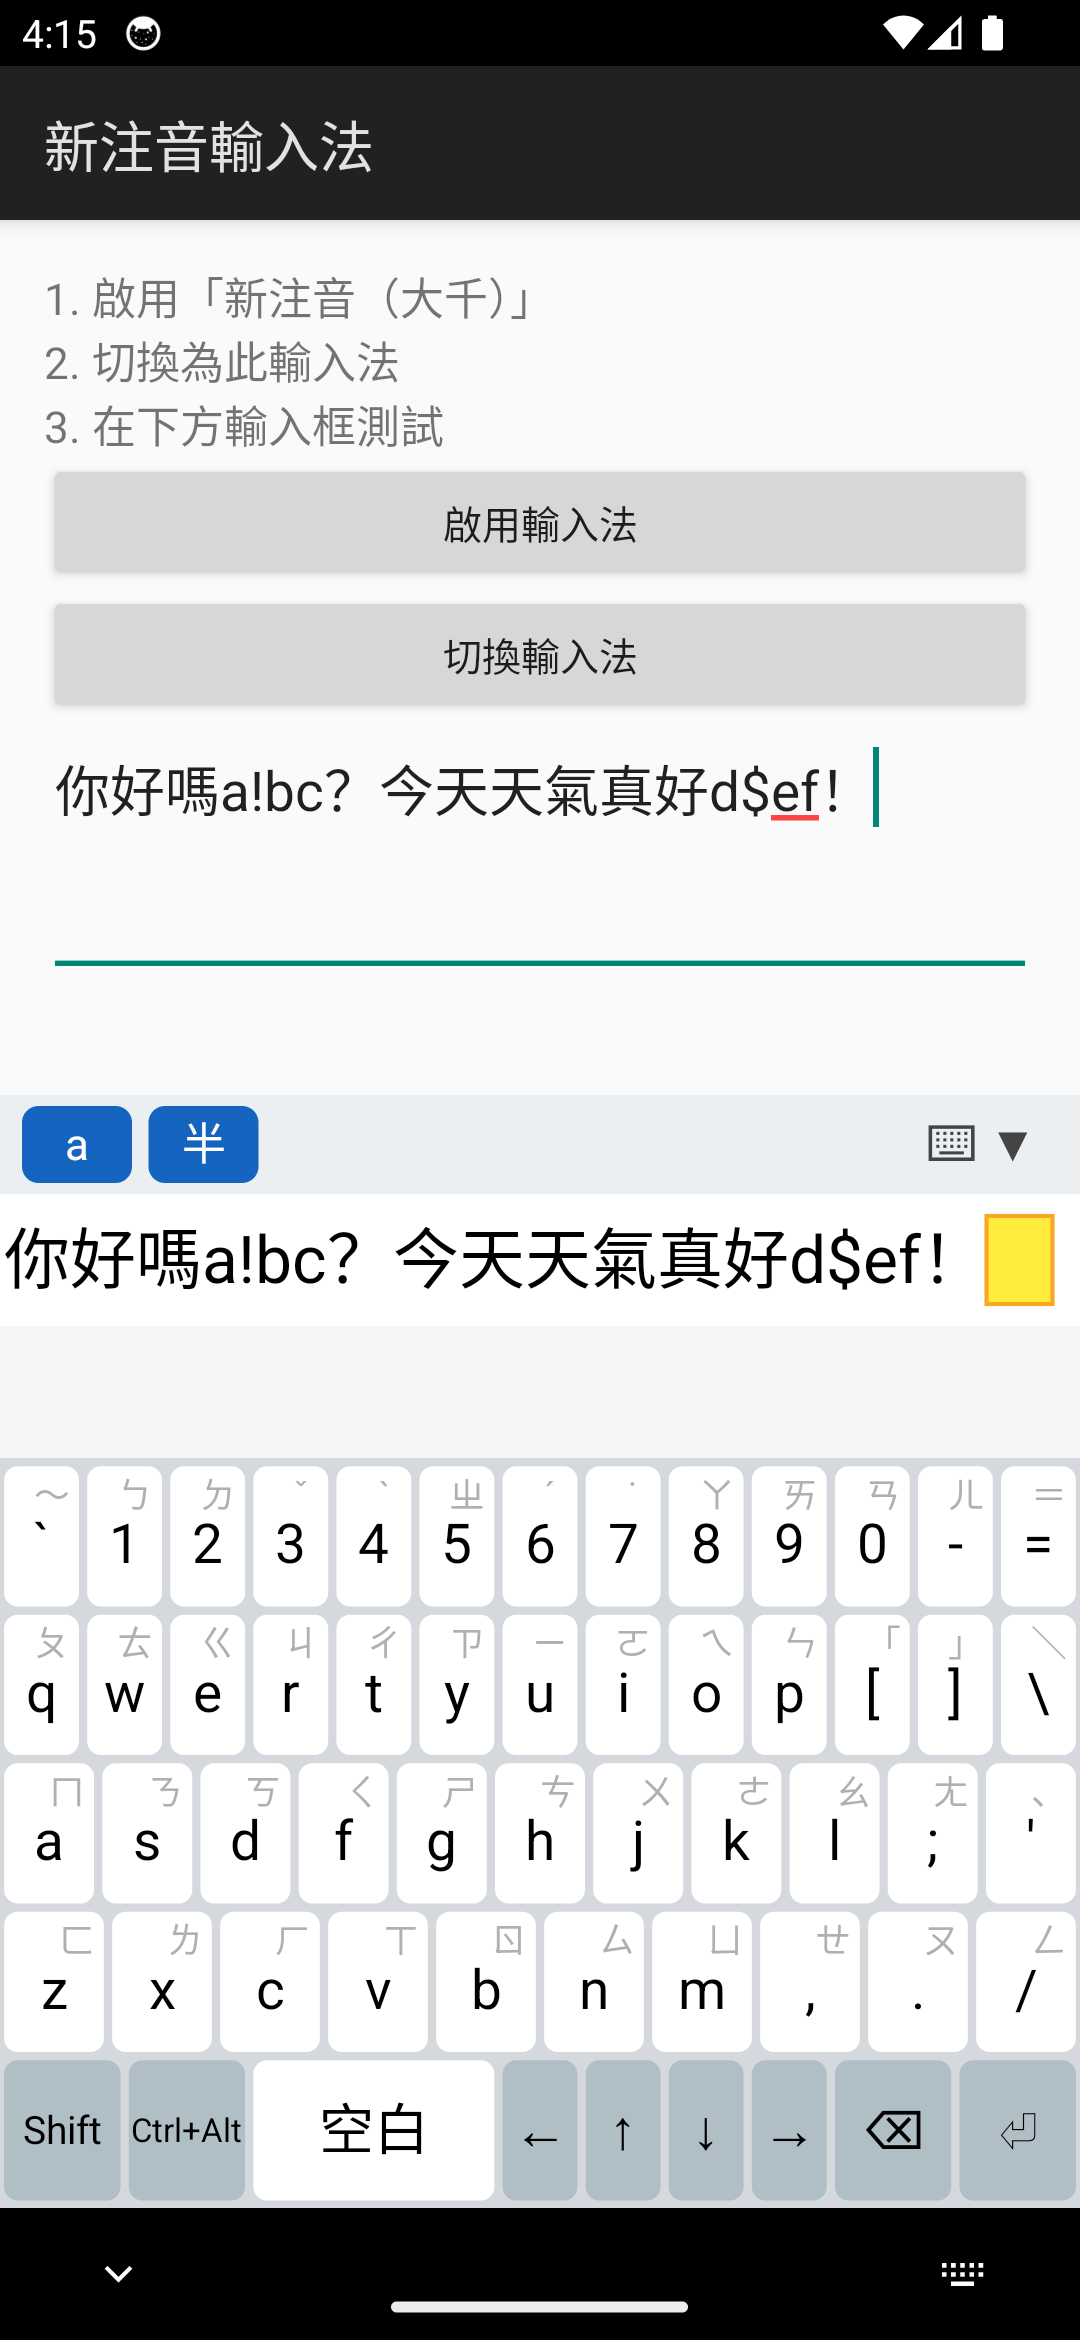 4:15
新注音輸入法
1. 啟用「新注音（大千）」
2. 切換為此輸入法
3. 在下方輸入框測試
啟用輸入法
切換輸入法
你好嗎a!bc？今天天氣真好d$ef！
a 半 ▼
你好嗎a!bc？今天天氣真好d$ef！
～ ㄅ ㄉ ˇ ˋ ㄓ ˊ ˙ ㄚ ㄞ ㄢ ㄦ ＝
` 1 2 3 4 5 6 7 8 9 0 - =
ㄆ ㄊ ㄍ ㄐ ㄔ ㄗ ㄧ ㄛ ㄟ ㄣ 「 」 ＼
q w e r t y u i o p [ ] \
ㄇ ㄋ ㄎ ㄑ ㄕ ㄘ ㄨ ㄜ ㄠ ㄤ 、
a s d f g h j k l ; '
ㄈ ㄌ ㄏ ㄒ ㄖ ㄙ ㄩ ㄝ ㄡ ㄥ
z x c v b n m , . /
Shift Ctrl+Alt 空白 ← ↑ ↓ → ⌫ ⏎